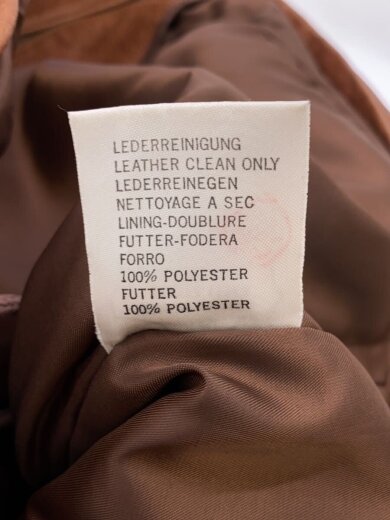 LEDERREINIGUNG
LEATHER CLEAN ONLY
LEDERREINEGEN
NETTOYAGE A SEC
LINING-DOUBLURE
FUTTER-FODERA
FORRO
100% POLYESTER
FUTTER
100% POLYESTER